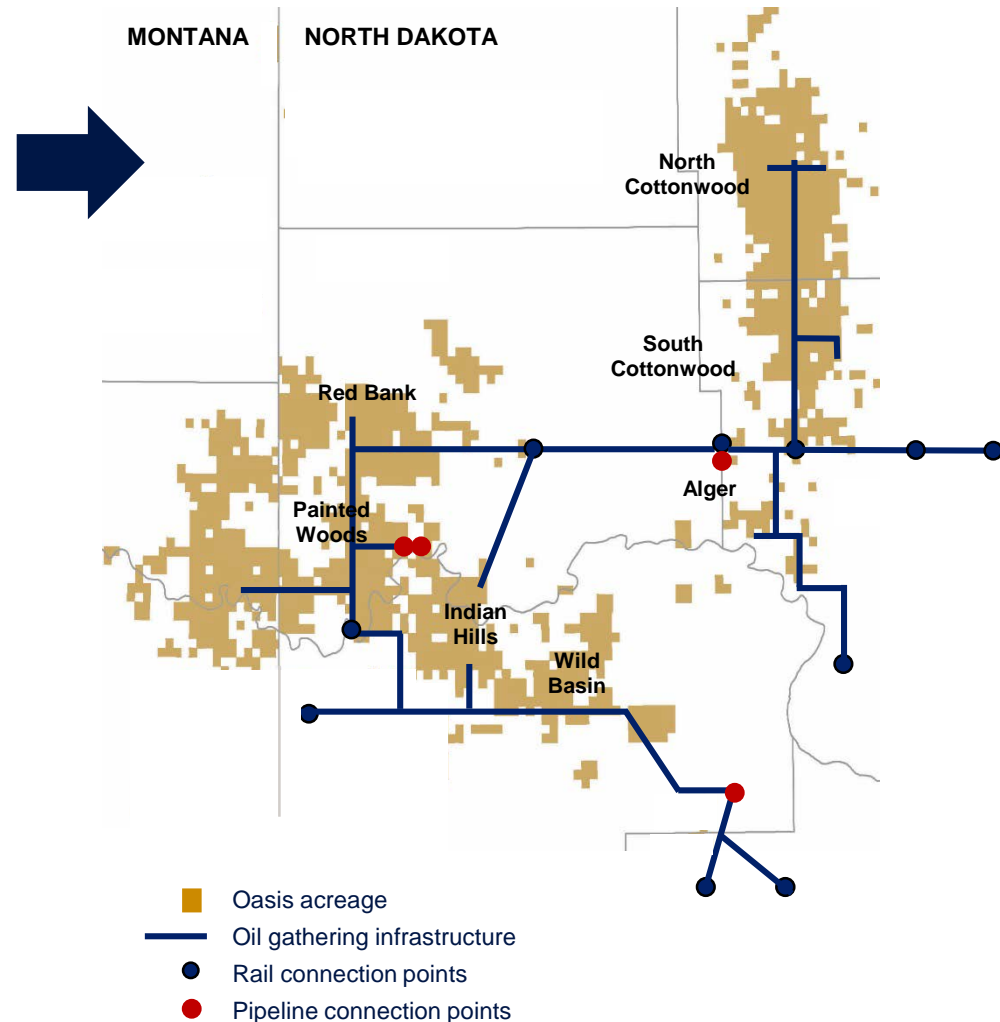 MONTANA
NORTH DAKOTA
North
Cottonwood
South
Cottonwood
Red Bank
Alger
Painted
Woods
Indian
Hills
Wild
Basin
Oasis acreage
Oil gathering infrastructure
Rail connection points
Pipeline connection points